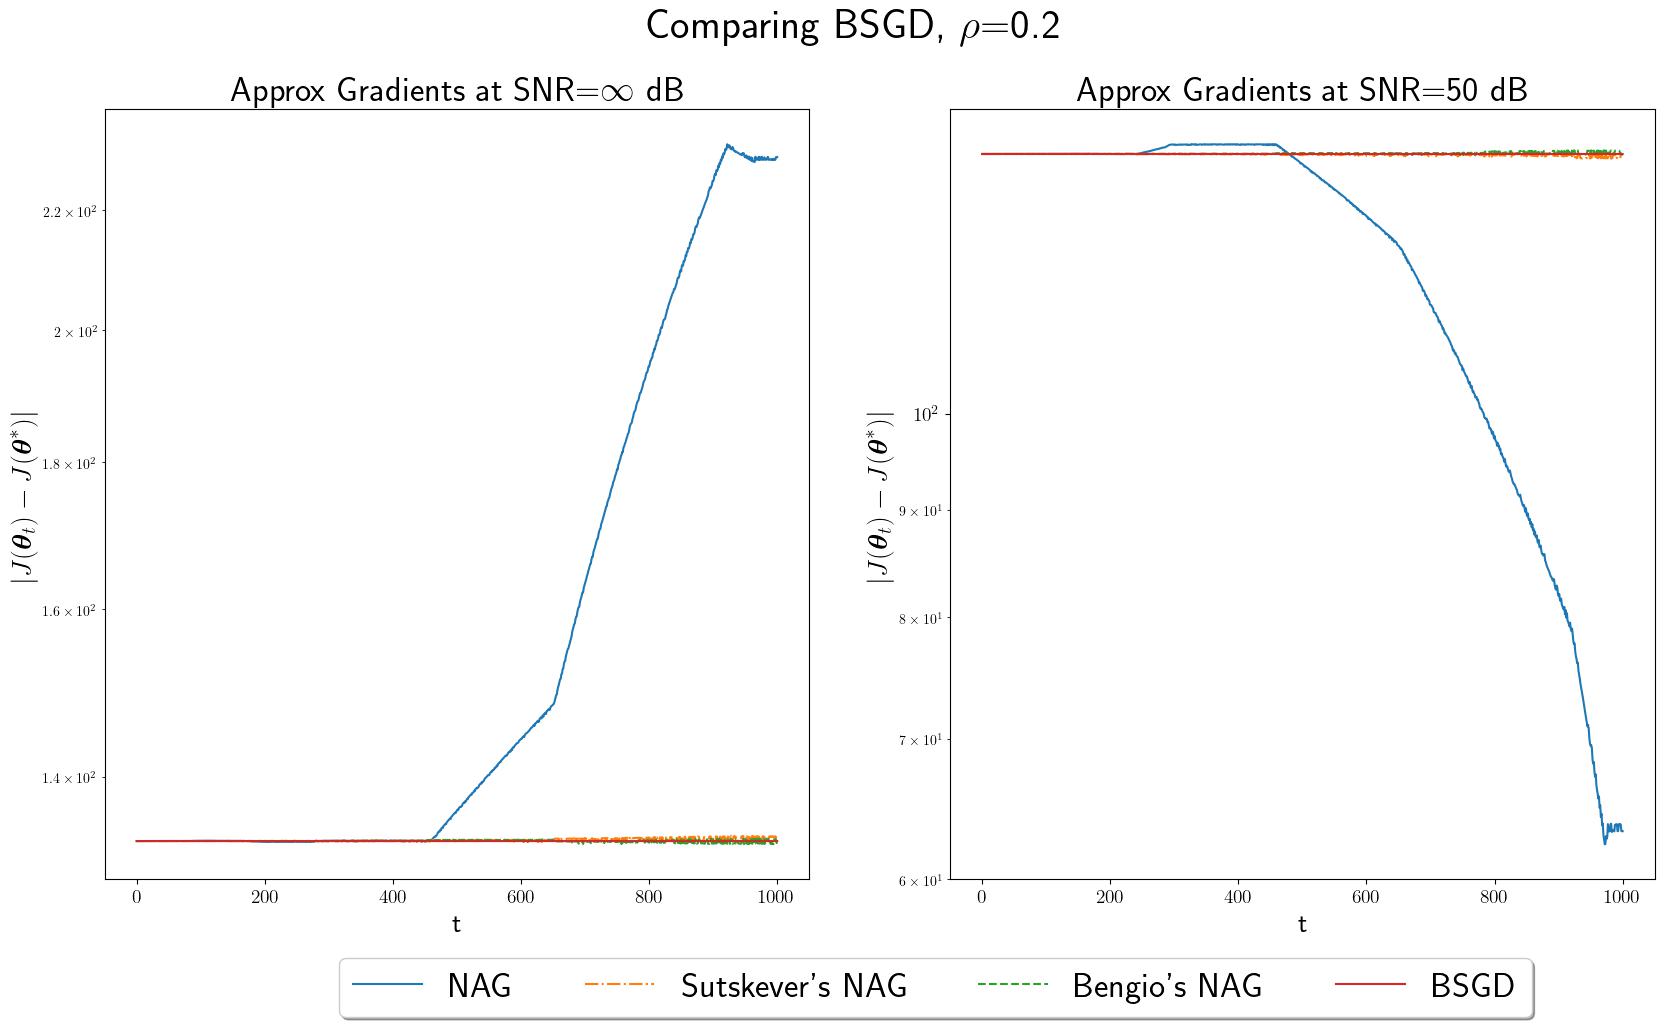 Comparing BSGD, ρ=0.2
Approx Gradients at SNR=∞ dB
|J(θ_t) − J(θ*)|
2.2 × 10²
2 × 10²
1.8 × 10²
1.6 × 10²
1.4 × 10²
0 200 400 600 800 1000
t
Approx Gradients at SNR=50 dB
|J(θ_t) − J(θ*)|
10²
9 × 10¹
8 × 10¹
7 × 10¹
6 × 10¹
0 200 400 600 800 1000
t
NAG Sutskever's NAG Bengio's NAG BSGD